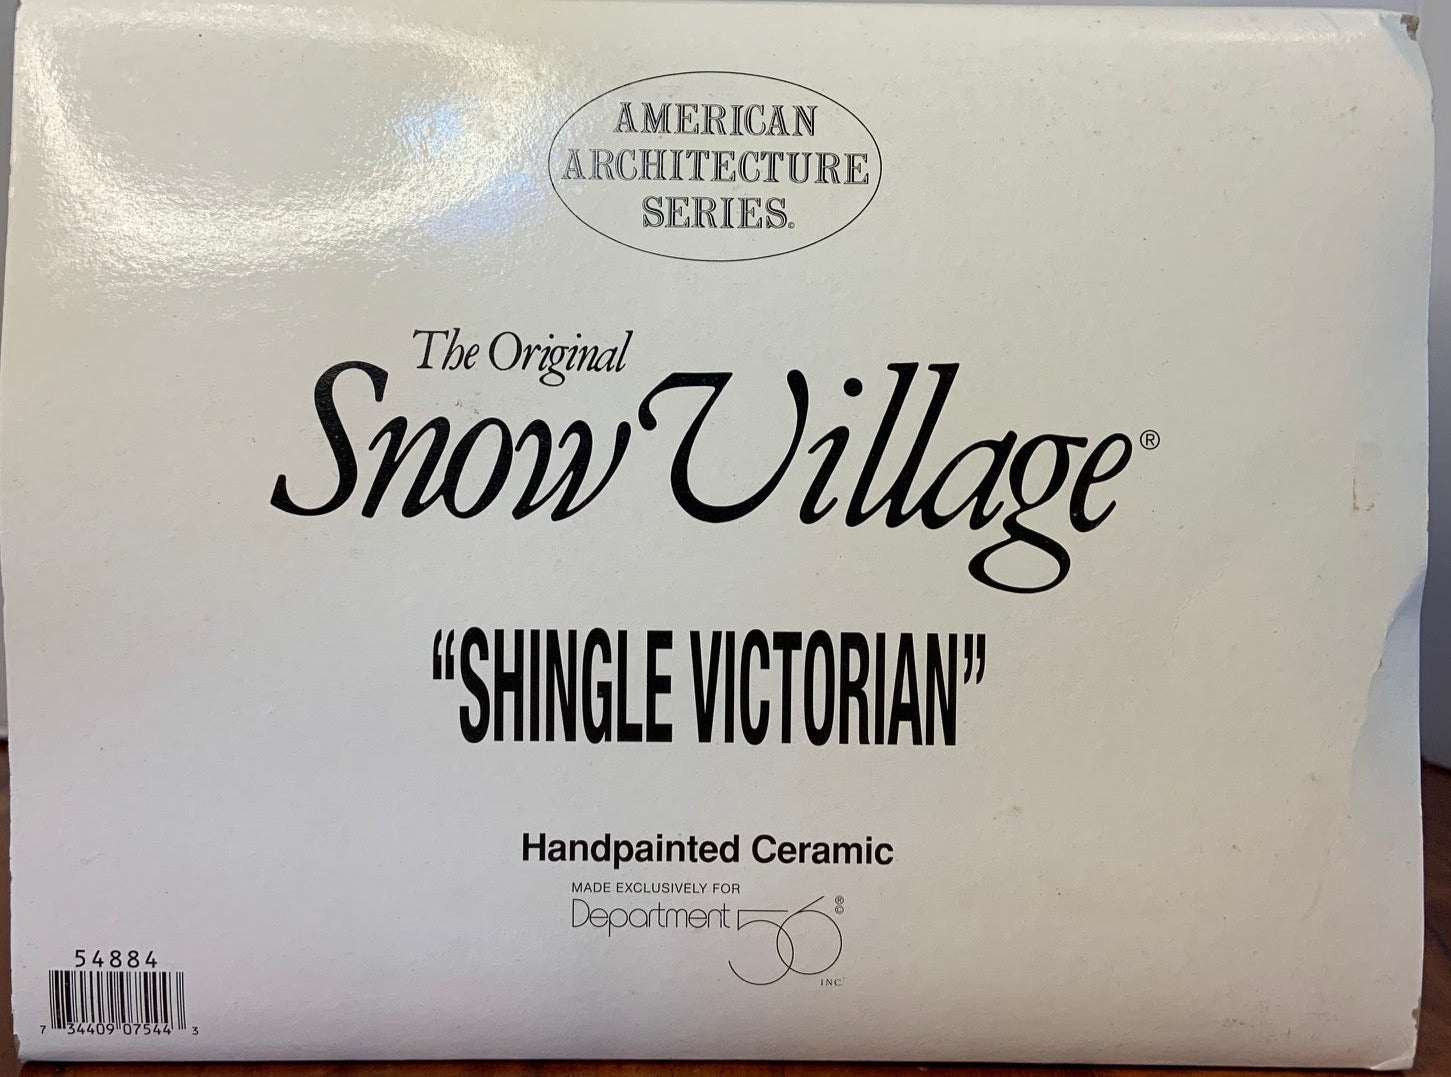 AMERICAN
ARCHITECTURE
SERIES®
The Original
Snow Village®
“SHINGLE VICTORIAN”
Handpainted Ceramic
MADE EXCLUSIVELY FOR
Department 56 ®©
INC.
54884
7 34409 07544 3